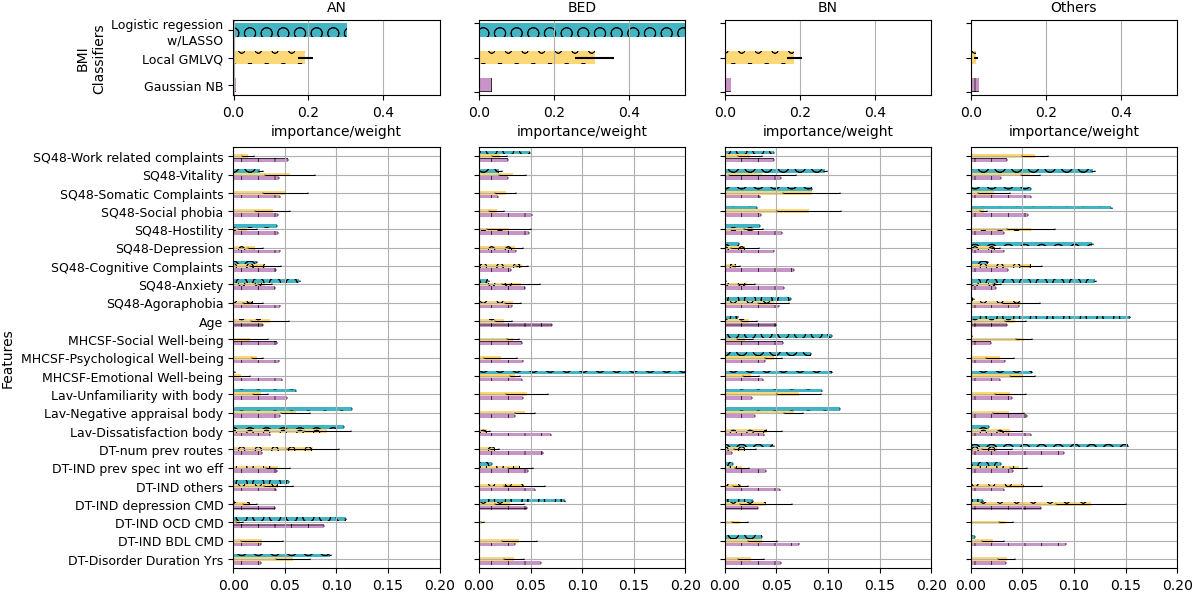 AN BED BN Others
BMI
Classifiers
Logistic regression
w/LASSO
Local GMLVQ
Gaussian NB
0.0 0.2 0.4 0.0 0.2 0.4 0.0 0.2 0.4 0.0 0.2 0.4
importance/weight importance/weight importance/weight importance/weight
Features
SQ48-Work related complaints
SQ48-Vitality
SQ48-Somatic Complaints
SQ48-Social phobia
SQ48-Hostility
SQ48-Depression
SQ48-Cognitive Complaints
SQ48-Anxiety
SQ48-Agoraphobia
Age
MHCSF-Social Well-being
MHCSF-Psychological Well-being
MHCSF-Emotional Well-being
Lav-Unfamiliarity with body
Lav-Negative appraisal body
Lav-Dissatisfaction body
DT-num prev routes
DT-IND prev spec int wo eff
DT-IND others
DT-IND depression CMD
DT-IND OCD CMD
DT-IND BDL CMD
DT-Disorder Duration Yrs
0.00 0.05 0.10 0.15 0.20 0.00 0.05 0.10 0.15 0.20 0.00 0.05 0.10 0.15 0.20 0.00 0.05 0.10 0.15 0.20